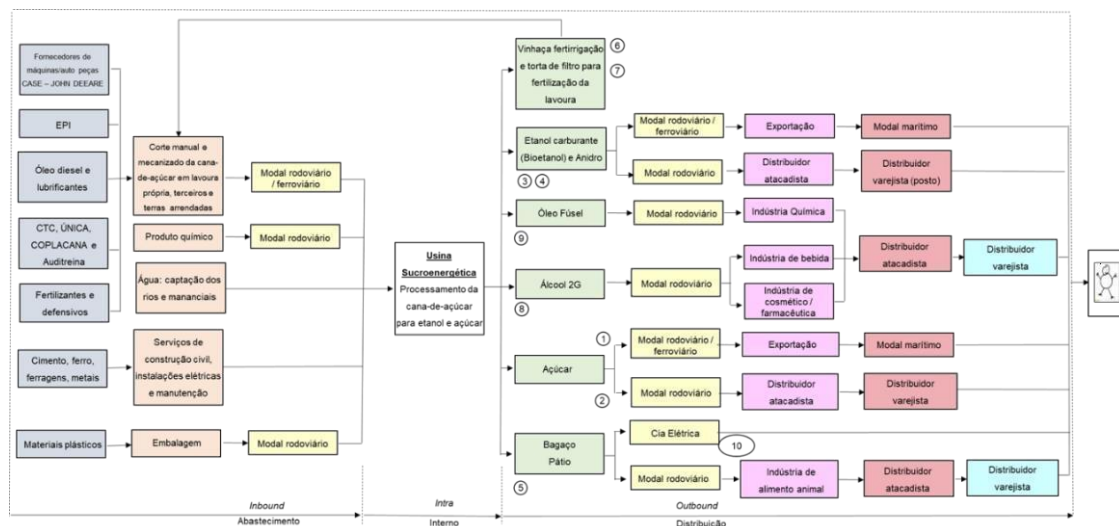 Fornecedores de
máquinas/auto peças
CASE – JOHN DEEARE
EPI
Óleo diesel e
lubrificantes
CTC, ÚNICA,
COPLACANA e
Auditreina
Fertilizantes e
defensivos
Cimento, ferro,
ferragens, metais
Materiais plásticos
Corte manual e
mecanizado da cana-
de-açúcar em lavoura
própria, terceiros e
terras arrendadas
Produto químico
Água: captação dos
rios e mananciais
Serviços de
construção civil,
instalações elétricas
e manutenção
Embalagem
Modal rodoviário
/ ferroviário
Modal rodoviário
Modal rodoviário
Usina
Sucroenergética
Processamento da
cana-de-açúcar
para etanol e açúcar
Vinhaça fertirrigação
e torta de filtro para
fertilização da
lavoura
6
7
Etanol carburante
(Bioetanol) e Anidro
3 4
Modal rodoviário /
ferroviário
Exportação
Modal marítimo
Modal rodoviário
Distribuidor
atacadista
Distribuidor
varejista (posto)
Óleo Fúsel
9
Modal rodoviário
Indústria Química
Álcool 2G
8
Modal rodoviário
Indústria de bebida
Indústria de
cosmético /
farmacêutica
Distribuidor
atacadista
Distribuidor
varejista
Açúcar
1
2
Modal rodoviário /
ferroviário
Exportação
Modal marítimo
Modal rodoviário
Distribuidor
atacadista
Distribuidor
varejista
Bagaço
Pátio
5
Cia Elétrica
10
Modal rodoviário
Indústria de
alimento animal
Distribuidor
atacadista
Distribuidor
varejista
Inbound
Abastecimento
Intra
Interno
Outbound
Distribuição